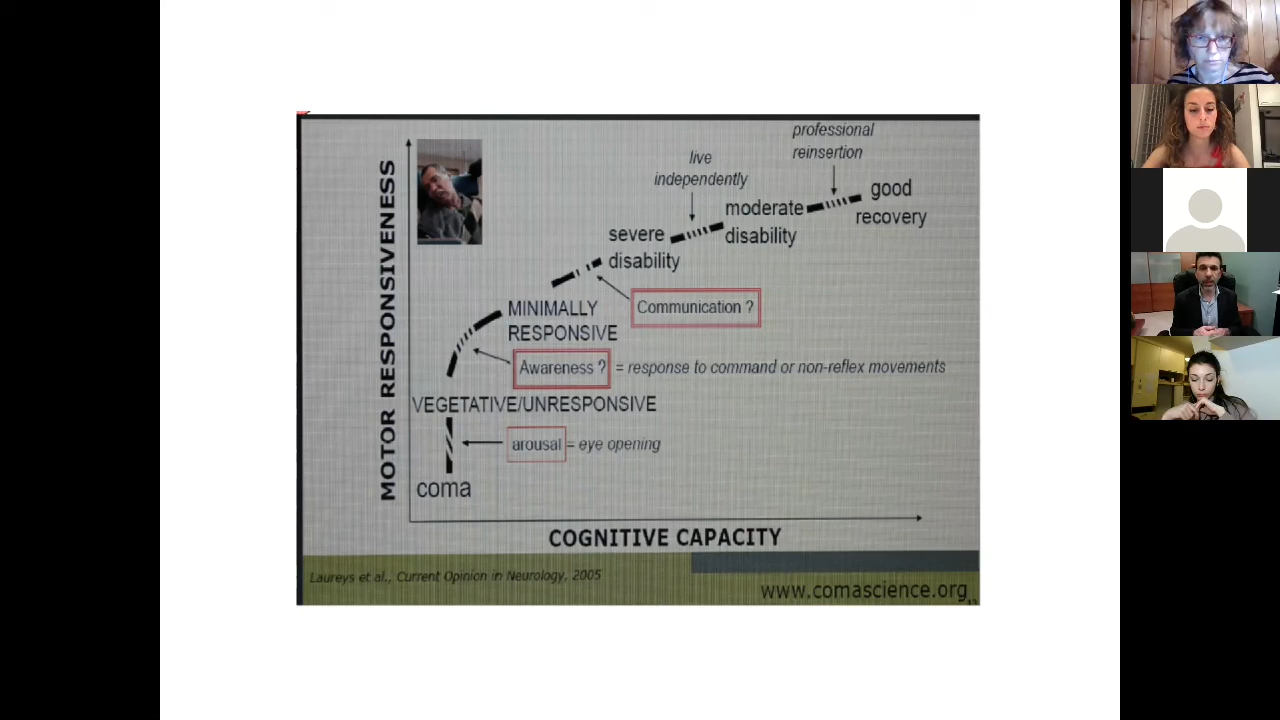 professional
reinsertion
live
independently
good
recovery
moderate
disability
severe
disability
Communication ?
MINIMALLY
RESPONSIVE
Awareness ? = response to command or non-reflex movements
VEGETATIVE/UNRESPONSIVE
arousal = eye opening
coma
MOTOR RESPONSIVENESS
COGNITIVE CAPACITY
Laureys et al., Current Opinion in Neurology, 2005
www.comascience.org